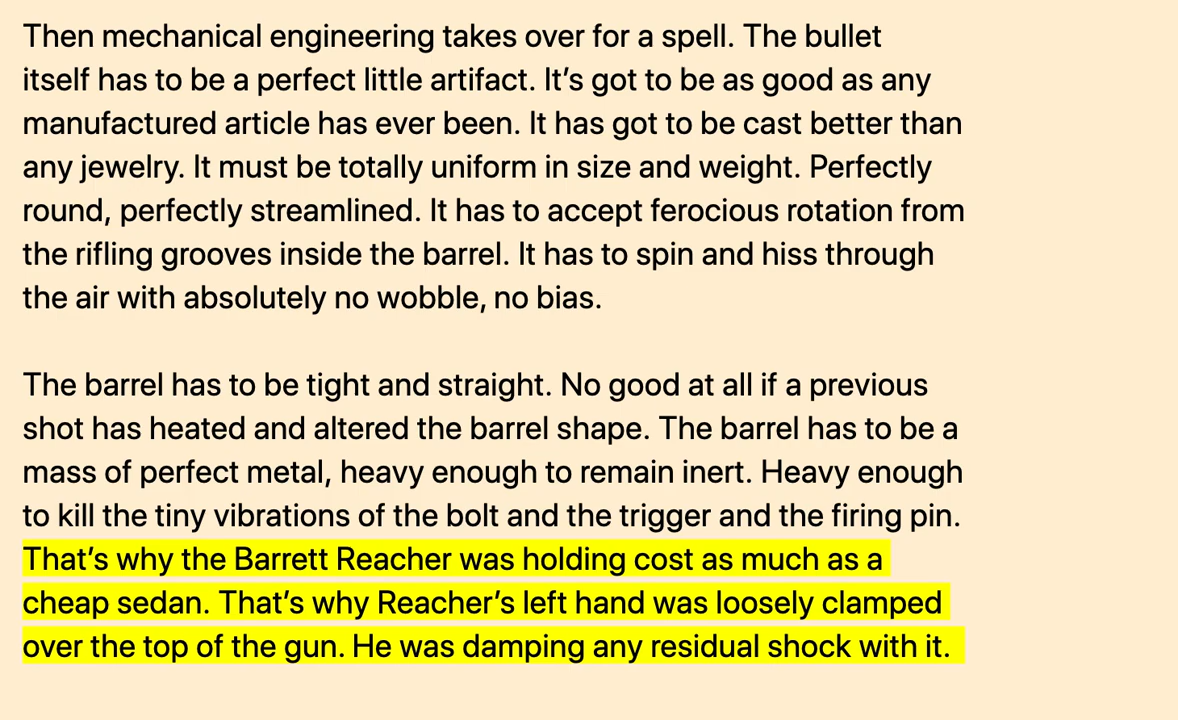 Then mechanical engineering takes over for a spell. The bullet
itself has to be a perfect little artifact. It’s got to be as good as any
manufactured article has ever been. It has got to be cast better than
any jewelry. It must be totally uniform in size and weight. Perfectly
round, perfectly streamlined. It has to accept ferocious rotation from
the rifling grooves inside the barrel. It has to spin and hiss through
the air with absolutely no wobble, no bias.
The barrel has to be tight and straight. No good at all if a previous
shot has heated and altered the barrel shape. The barrel has to be a
mass of perfect metal, heavy enough to remain inert. Heavy enough
to kill the tiny vibrations of the bolt and the trigger and the firing pin.
That’s why the Barrett Reacher was holding cost as much as a
cheap sedan. That’s why Reacher’s left hand was loosely clamped
over the top of the gun. He was damping any residual shock with it.